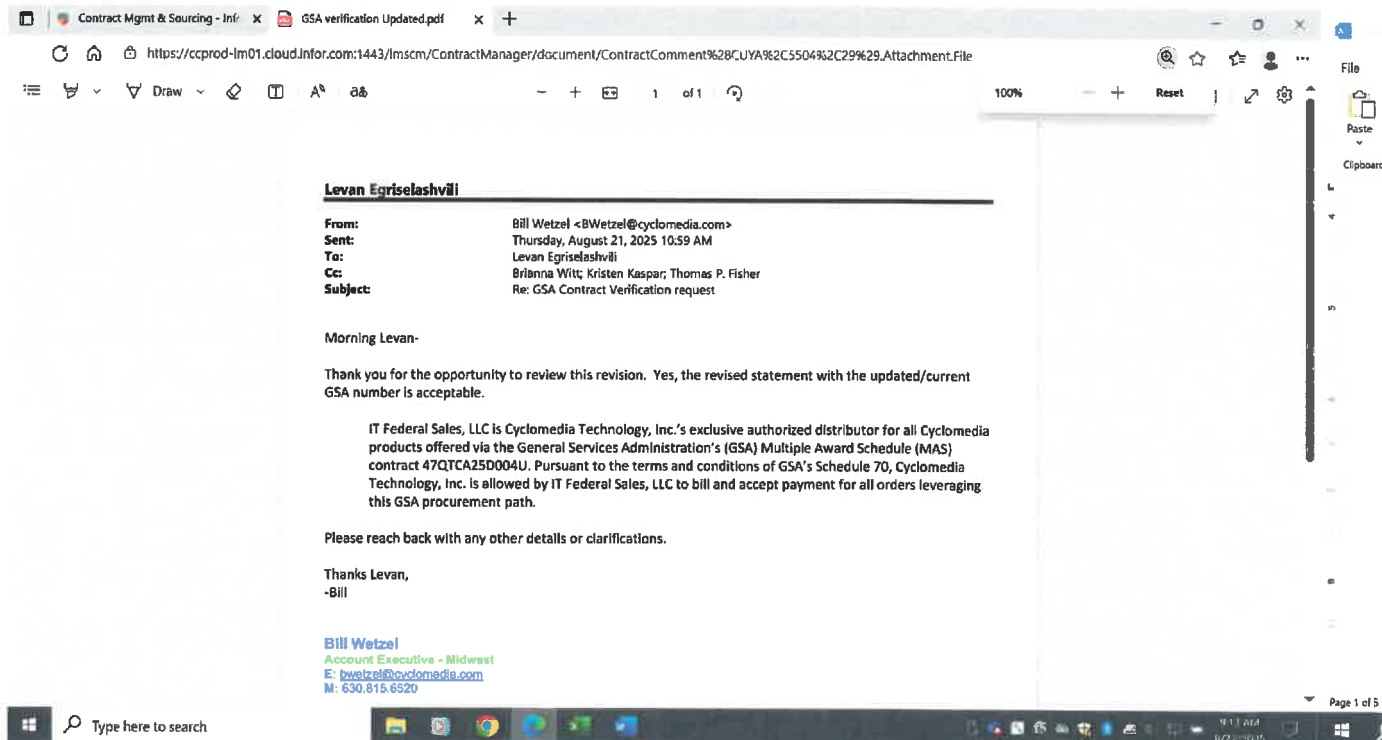 Contract Mgmt & Sourcing - Infr
GSA verification Updated.pdf
https://ccprod-lm01.cloud.infor.com:1443/lmscm/ContractManager/document/ContractComment%28CUYA%2C5506%2C29%29.Attachment.File
File
Draw
1 of 1
100%
Reset
Paste
Clipboard
Levan Egriselashvili
From: Bill Wetzel <BWetzel@cyclomedia.com>
Sent: Thursday, August 21, 2025 10:59 AM
To: Levan Egriselashvili
Cc: Brianna Witt; Kristen Kaspar; Thomas P. Fisher
Subject: Re: GSA Contract Verification request
Morning Levan-
Thank you for the opportunity to review this revision. Yes, the revised statement with the updated/current
GSA number is acceptable.
IT Federal Sales, LLC is Cyclomedia Technology, Inc.'s exclusive authorized distributor for all Cyclomedia
products offered via the General Services Administration's (GSA) Multiple Award Schedule (MAS)
contract 47QTCA25D004U. Pursuant to the terms and conditions of GSA's Schedule 70, Cyclomedia
Technology, Inc. is allowed by IT Federal Sales, LLC to bill and accept payment for all orders leveraging
this GSA procurement path.
Please reach back with any other details or clarifications.
Thanks Levan,
-Bill
Bill Wetzel
Account Executive - Midwest
E: bwetzel@cyclomedia.com
M: 630.815.6520
Page 1 of 5
Type here to search
9:13 AM